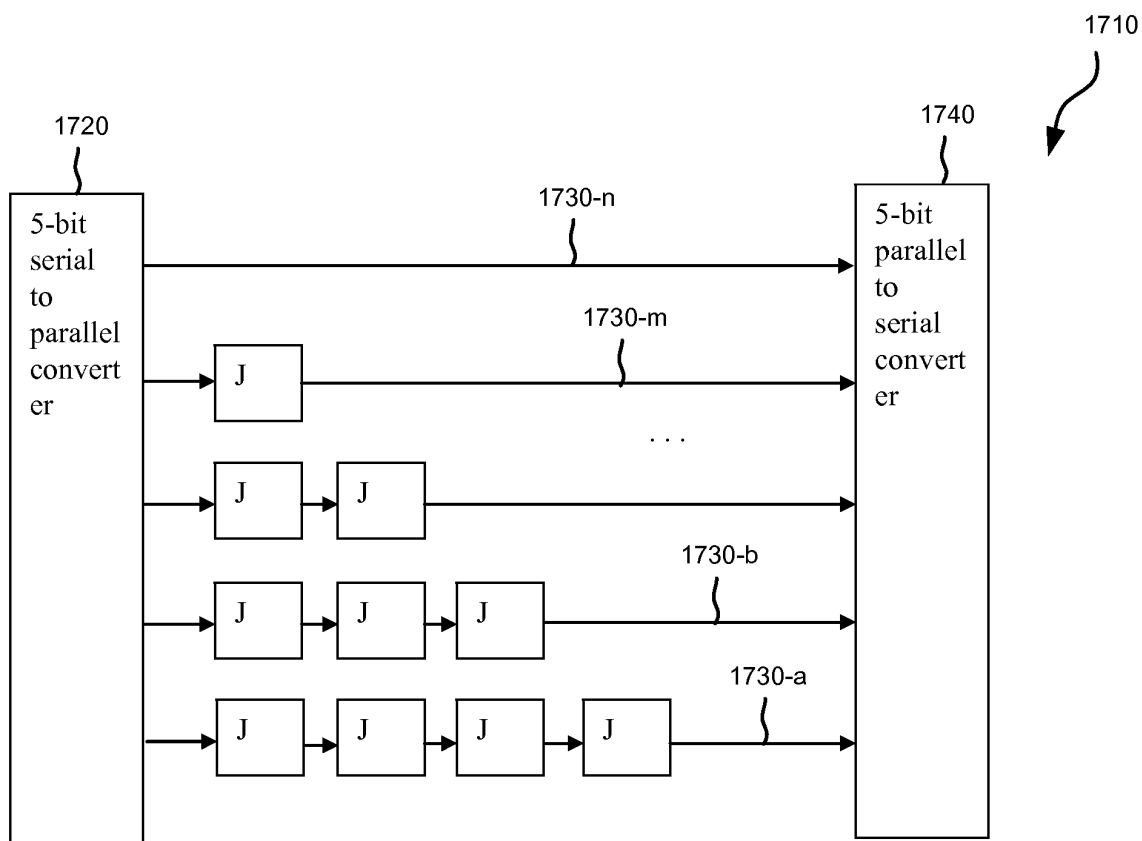 1710
1720
1740
5-bit
serial
to
parallel
convert
er
1730-n
5-bit
parallel
to
serial
convert
er
1730-m
J
. . .
J J
1730-b
J J J
1730-a
J J J J